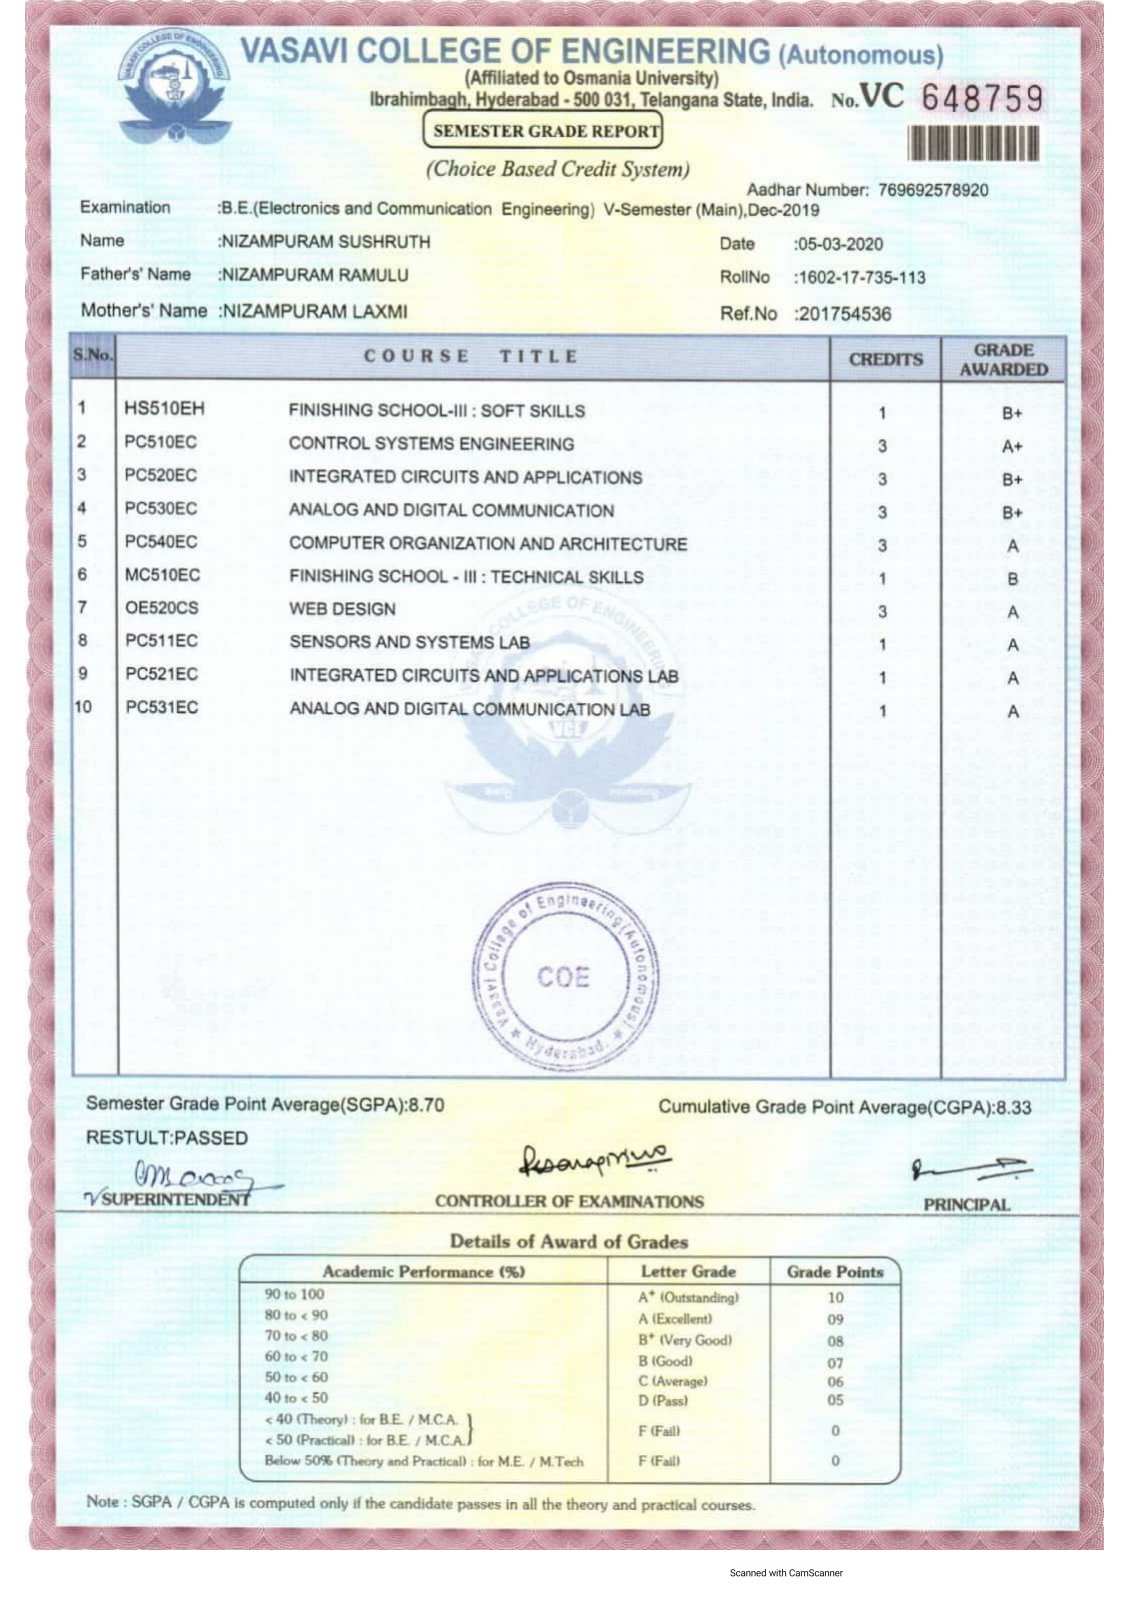 VASAVI COLLEGE OF ENGINEERING (Autonomous)
(Affiliated to Osmania University)
Ibrahimbagh, Hyderabad - 500 031, Telangana State, India. No. VC 648759
SEMESTER GRADE REPORT
(Choice Based Credit System)
Aadhar Number: 769692578920
Examination :B.E.(Electronics and Communication Engineering) V-Semester (Main),Dec-2019
Name :NIZAMPURAM SUSHRUTH Date :05-03-2020
Father's' Name :NIZAMPURAM RAMULU RollNo :1602-17-735-113
Mother's' Name :NIZAMPURAM LAXMI Ref.No :201754536
S.No. COURSE TITLE CREDITS GRADE AWARDED
1 HS510EH FINISHING SCHOOL-III : SOFT SKILLS 1 B+
2 PC510EC CONTROL SYSTEMS ENGINEERING 3 A+
3 PC520EC INTEGRATED CIRCUITS AND APPLICATIONS 3 B+
4 PC530EC ANALOG AND DIGITAL COMMUNICATION 3 B+
5 PC540EC COMPUTER ORGANIZATION AND ARCHITECTURE 3 A
6 MC510EC FINISHING SCHOOL - III : TECHNICAL SKILLS 1 B
7 OE520CS WEB DESIGN 3 A
8 PC511EC SENSORS AND SYSTEMS LAB 1 A
9 PC521EC INTEGRATED CIRCUITS AND APPLICATIONS LAB 1 A
10 PC531EC ANALOG AND DIGITAL COMMUNICATION LAB 1 A
VCE
Vasavi College of Engineering (Autonomous)
COE
Hyderabad.
Semester Grade Point Average(SGPA):8.70 Cumulative Grade Point Average(CGPA):8.33
RESTULT:PASSED
SUPERINTENDENT CONTROLLER OF EXAMINATIONS PRINCIPAL
Details of Award of Grades
Academic Performance (%) Letter Grade Grade Points
90 to 100 A+ (Outstanding) 10
80 to < 90 A (Excellent) 09
70 to < 80 B+ (Very Good) 08
60 to < 70 B (Good) 07
50 to < 60 C (Average) 06
40 to < 50 D (Pass) 05
< 40 (Theory) : for B.E. / M.C.A.
< 50 (Practical) : for B.E. / M.C.A. F (Fail) 0
Below 50% (Theory and Practical) : for M.E. / M.Tech F (Fail) 0
Note : SGPA / CGPA is computed only if the candidate passes in all the theory and practical courses.
Scanned with CamScanner